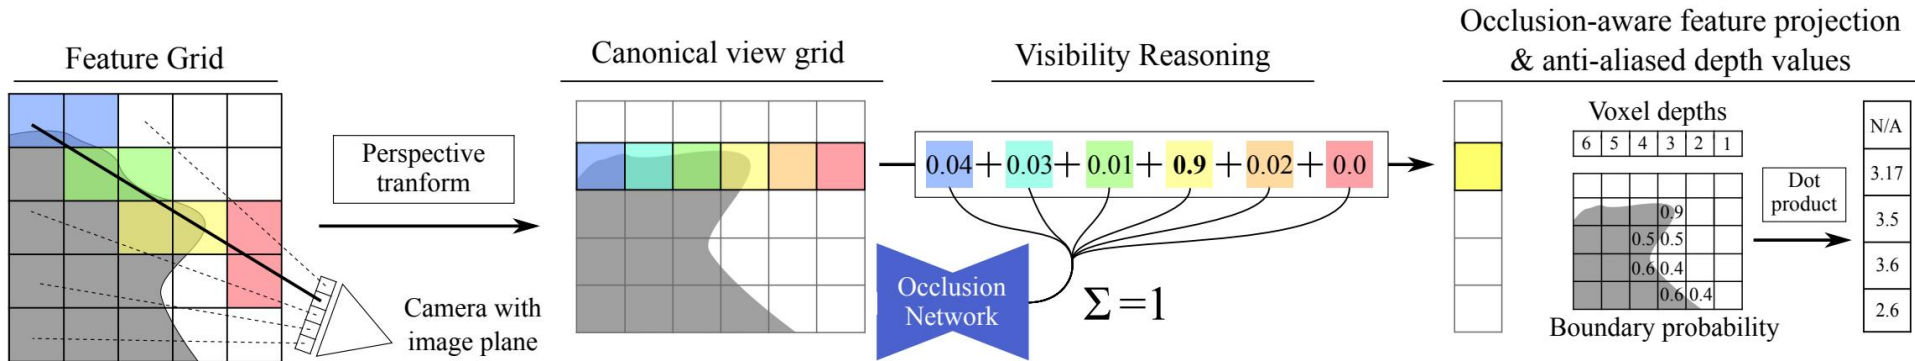 Feature Grid
Perspective
tranform
Camera with
image plane
Canonical view grid
Visibility Reasoning
0.04 + 0.03 + 0.01 + 0.9 + 0.02 + 0.0
Occlusion
Network
Σ=1
Occlusion-aware feature projection
& anti-aliased depth values
Voxel depths
6 5 4 3 2 1
0.9
0.5 0.5
0.6 0.4
0.6 0.4
Boundary probability
Dot
product
N/A
3.17
3.5
3.6
2.6